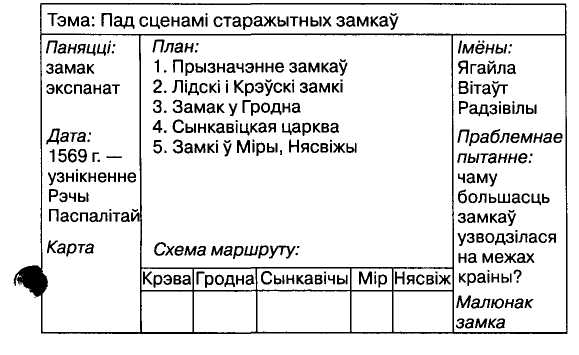 Тэма: Пад сценамі старажытных замкаў
Паняцці:
замак
экспанат
Дата:
1569 г. —
узнікненне
Рэчы
Паспалітай
Карта
План:
1. Прызначэнне замкаў
2. Лідскі і Крэўскі замкі
3. Замак у Гродна
4. Сынкавіцкая царква
5. Замкі ў Міры, Нясвіжы
Схема маршруту:
Крэва Гродна Сынкавічы Мір Нясвіж
Імёны:
Ягайла
Вітаўт
Радзівілы
Праблемнае
пытанне:
чаму
большасць
замкаў
узводзілася
на межах
краіны?
Малюнак
замка